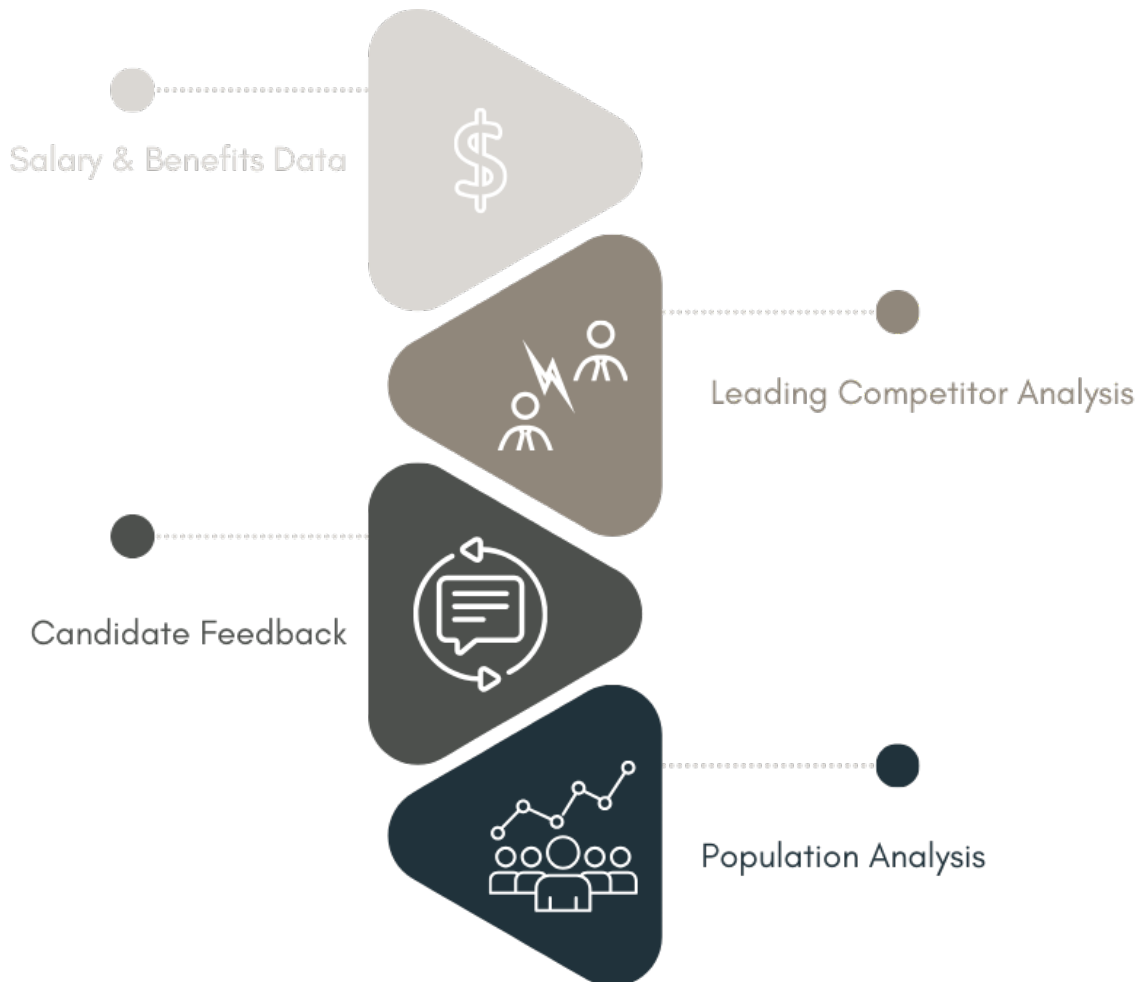 Salary & Benefits Data
Leading Competitor Analysis
Candidate Feedback
Population Analysis